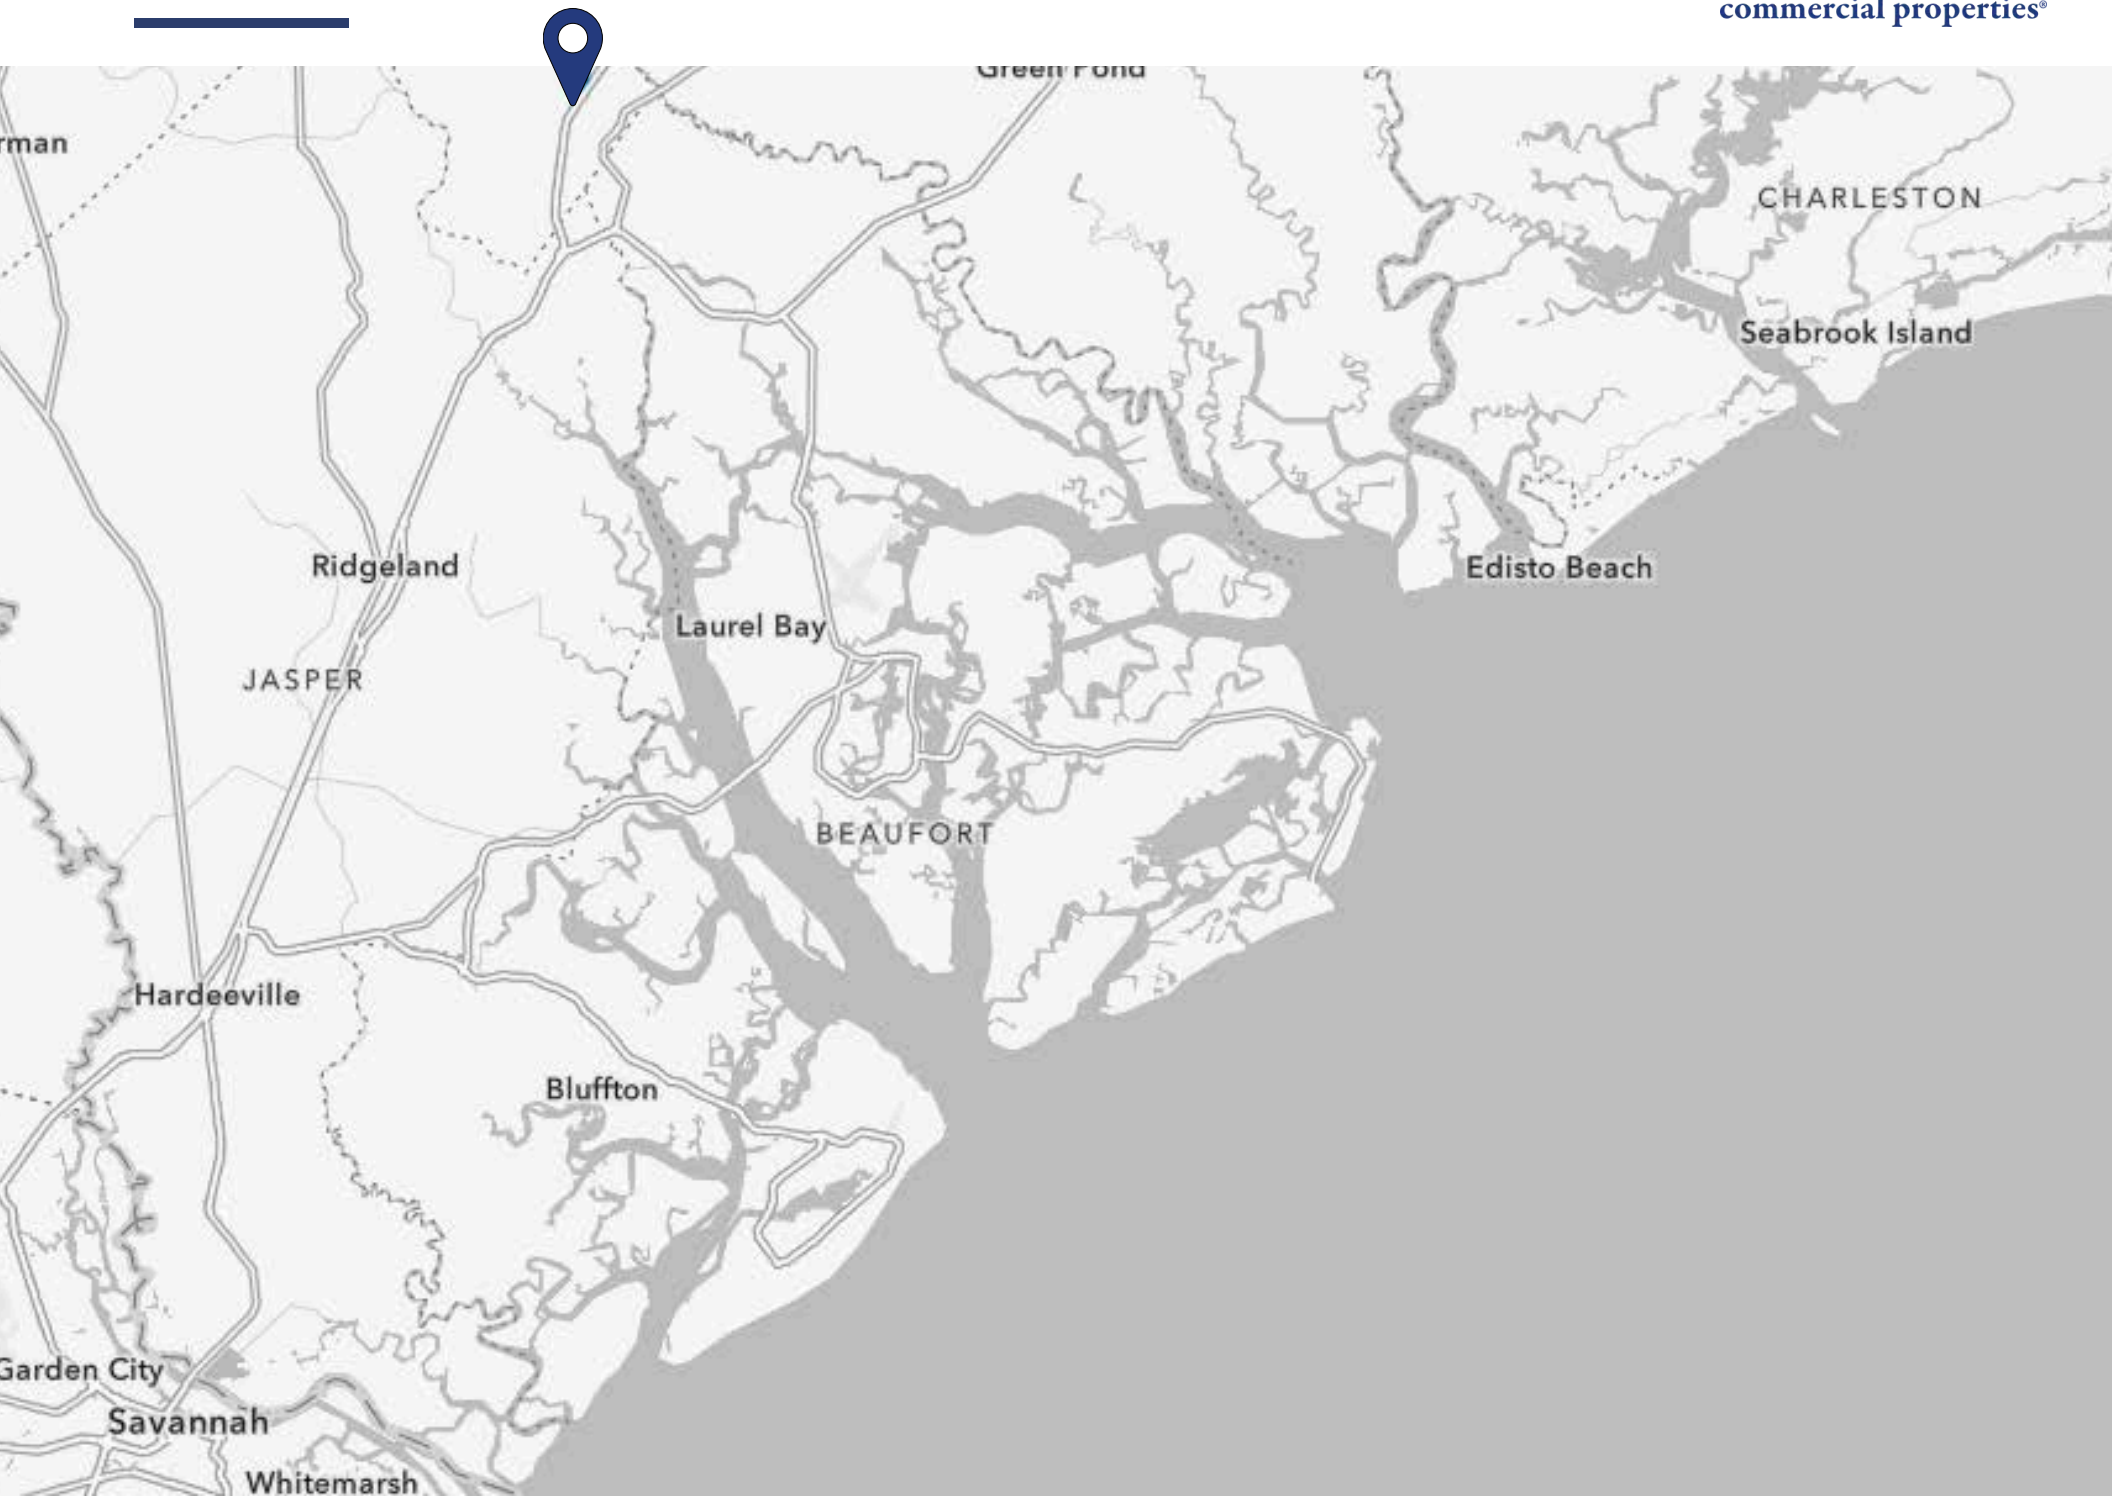 commercial properties®
Green Pond
rman
CHARLESTON
Seabrook Island
Ridgeland
Edisto Beach
Laurel Bay
JASPER
BEAUFORT
Hardeeville
Bluffton
Garden City
Savannah
Whitemarsh